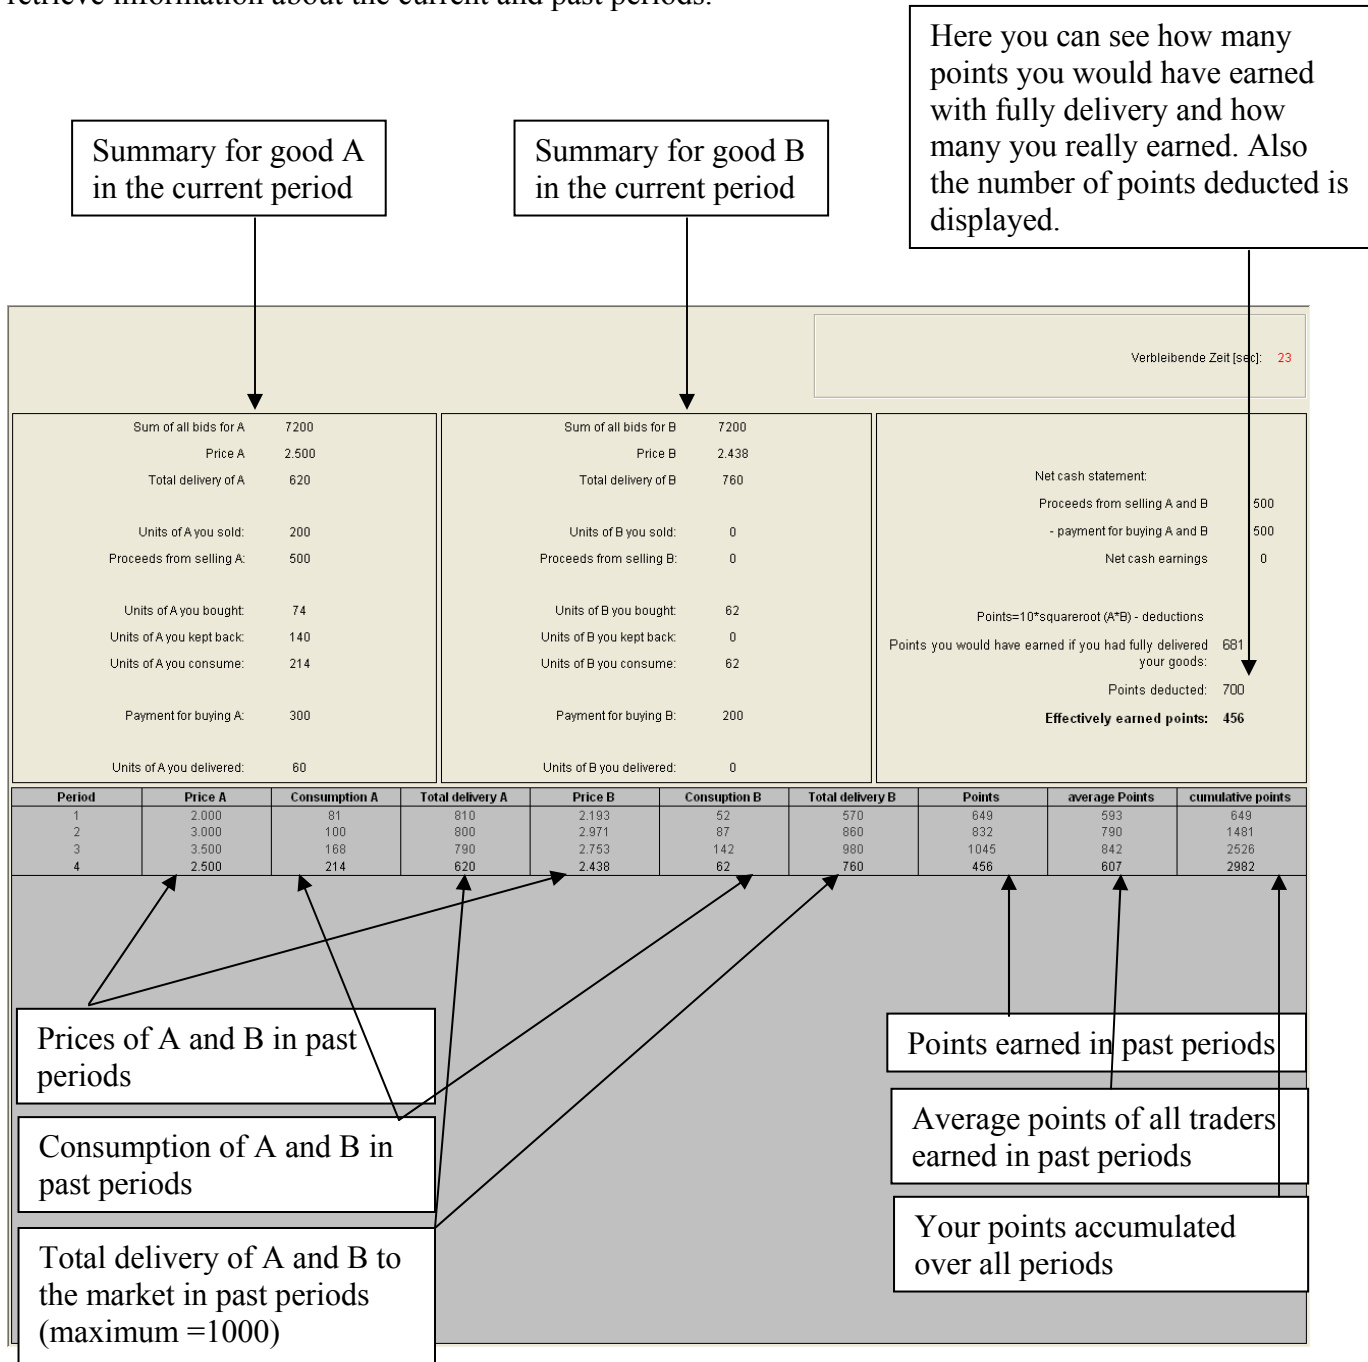 retrieve information about the current and past periods.
Here you can see how many
points you would have earned
with fully delivery and how
many you really earned. Also
the number of points deducted is
displayed.
Summary for good A
in the current period
Summary for good B
in the current period
Verbleibende Zeit [sec]: 23
Sum of all bids for A 7200
Price A 2.500
Total delivery of A 620
Units of A you sold: 200
Proceeds from selling A: 500
Units of A you bought: 74
Units of A you kept back: 140
Units of A you consume: 214
Payment for buying A: 300
Units of A you delivered: 60
Sum of all bids for B 7200
Price B 2.438
Total delivery of B 760
Units of B you sold: 0
Proceeds from selling B: 0
Units of B you bought: 62
Units of B you kept back: 0
Units of B you consume: 62
Payment for buying B: 200
Units of B you delivered: 0
Net cash statement:
Proceeds from selling A and B 500
- payment for buying A and B 500
Net cash earnings 0
Points=10*squareroot (A*B) - deductions
Points you would have earned if you had fully delivered 681
your goods:
Points deducted: 700
Effectively earned points: 456
Period Price A Consumption A Total delivery A Price B Consuption B Total delivery B Points average Points cumulative points
1 2.000 81 810 2.193 52 570 649 593 649
2 3.000 100 800 2.971 87 860 832 790 1481
3 3.500 168 790 2.753 142 980 1045 842 2526
4 2.500 214 620 2.438 62 760 456 607 2982
Prices of A and B in past
periods
Consumption of A and B in
past periods
Total delivery of A and B to
the market in past periods
(maximum =1000)
Points earned in past periods
Average points of all traders
earned in past periods
Your points accumulated
over all periods